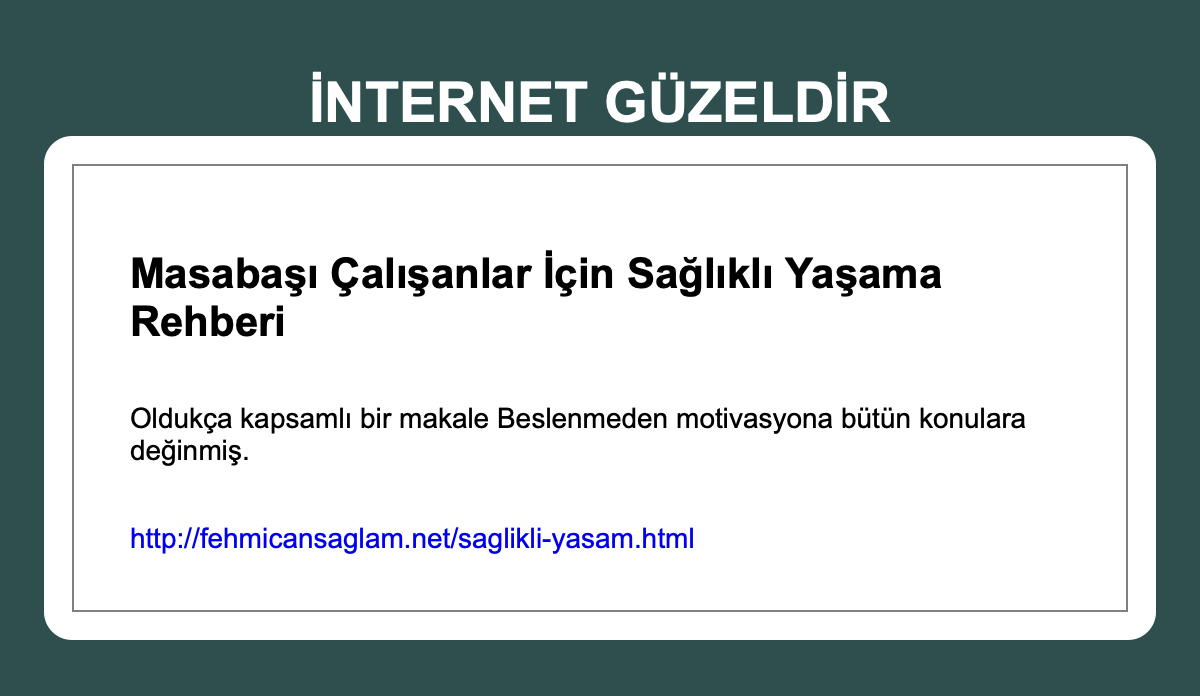 İNTERNET GÜZELDİR
Masabaşı Çalışanlar İçin Sağlıklı Yaşama
Rehberi
Oldukça kapsamlı bir makale Beslenmeden motivasyona bütün konulara
değinmiş.
http://fehmicansaglam.net/saglikli-yasam.html